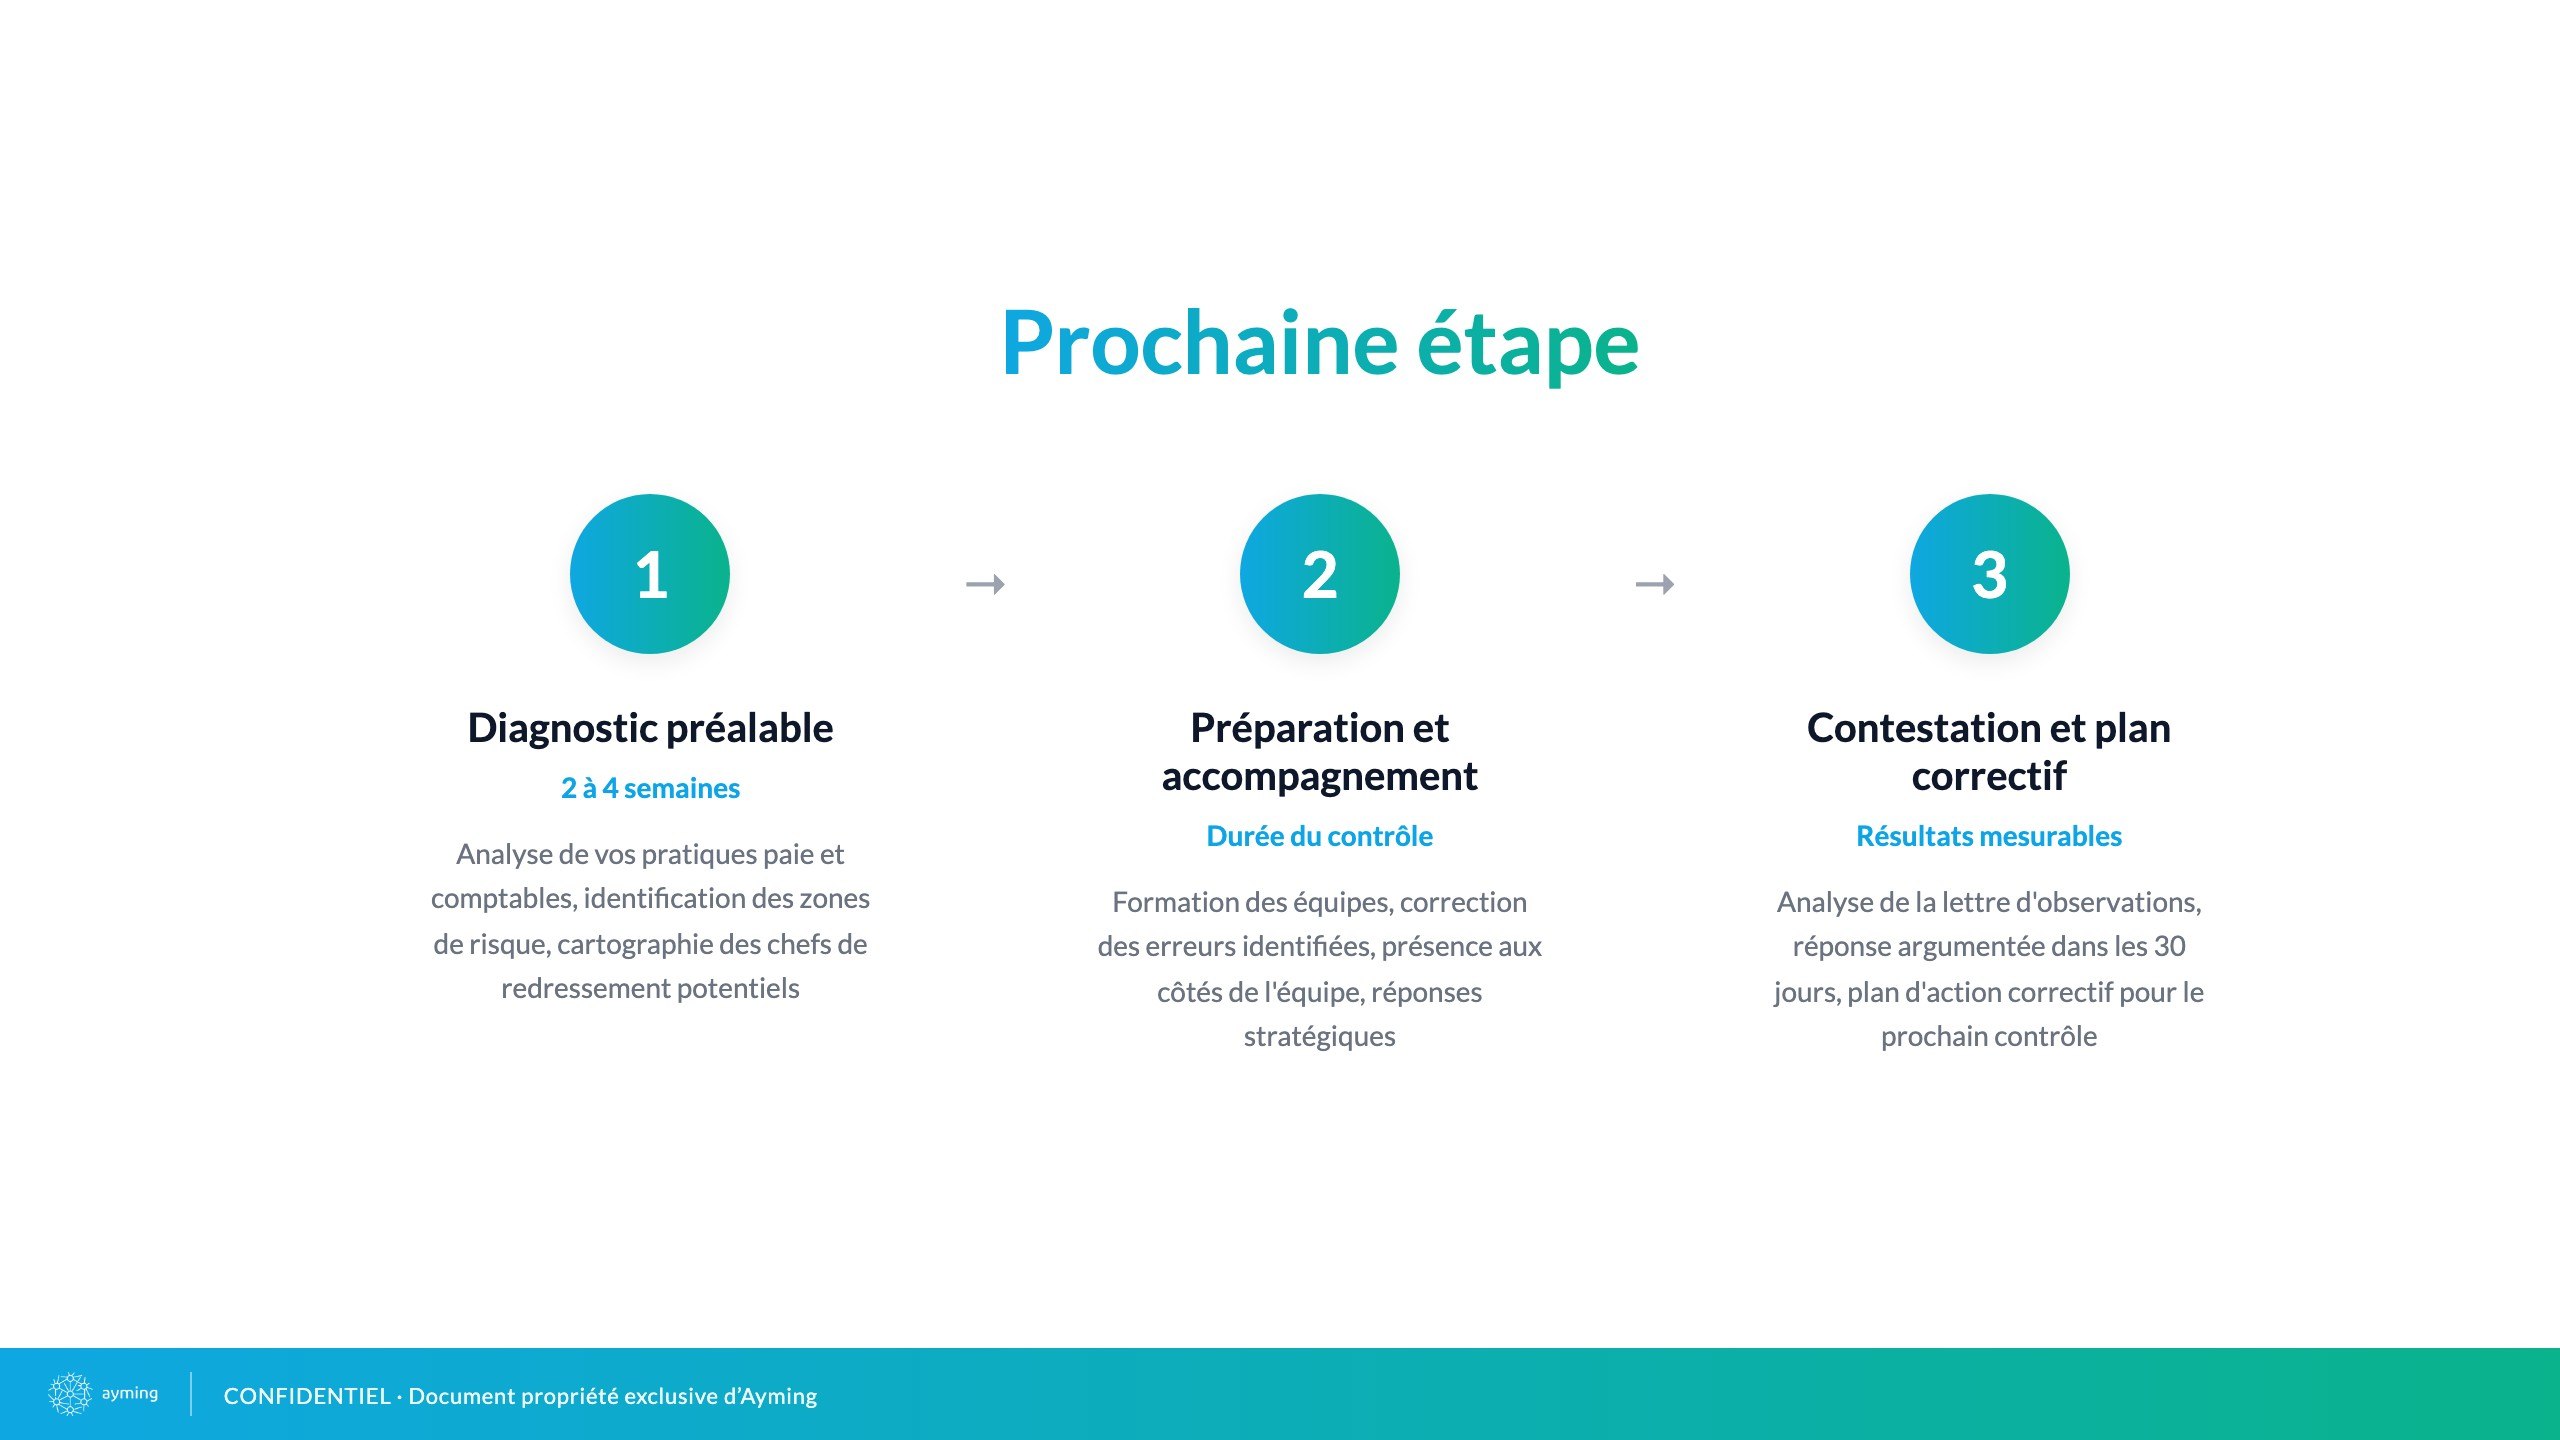 Prochaine étape
1
Diagnostic préalable
2 à 4 semaines
Analyse de vos pratiques paie et
comptables, identification des zones
de risque, cartographie des chefs de
redressement potentiels
2
Préparation et
accompagnement
Durée du contrôle
Formation des équipes, correction
des erreurs identifiées, présence aux
côtés de l'équipe, réponses
stratégiques
3
Contestation et plan
correctif
Résultats mesurables
Analyse de la lettre d'observations,
réponse argumentée dans les 30
jours, plan d'action correctif pour le
prochain contrôle
ayming
CONFIDENTIEL · Document propriété exclusive d’Ayming